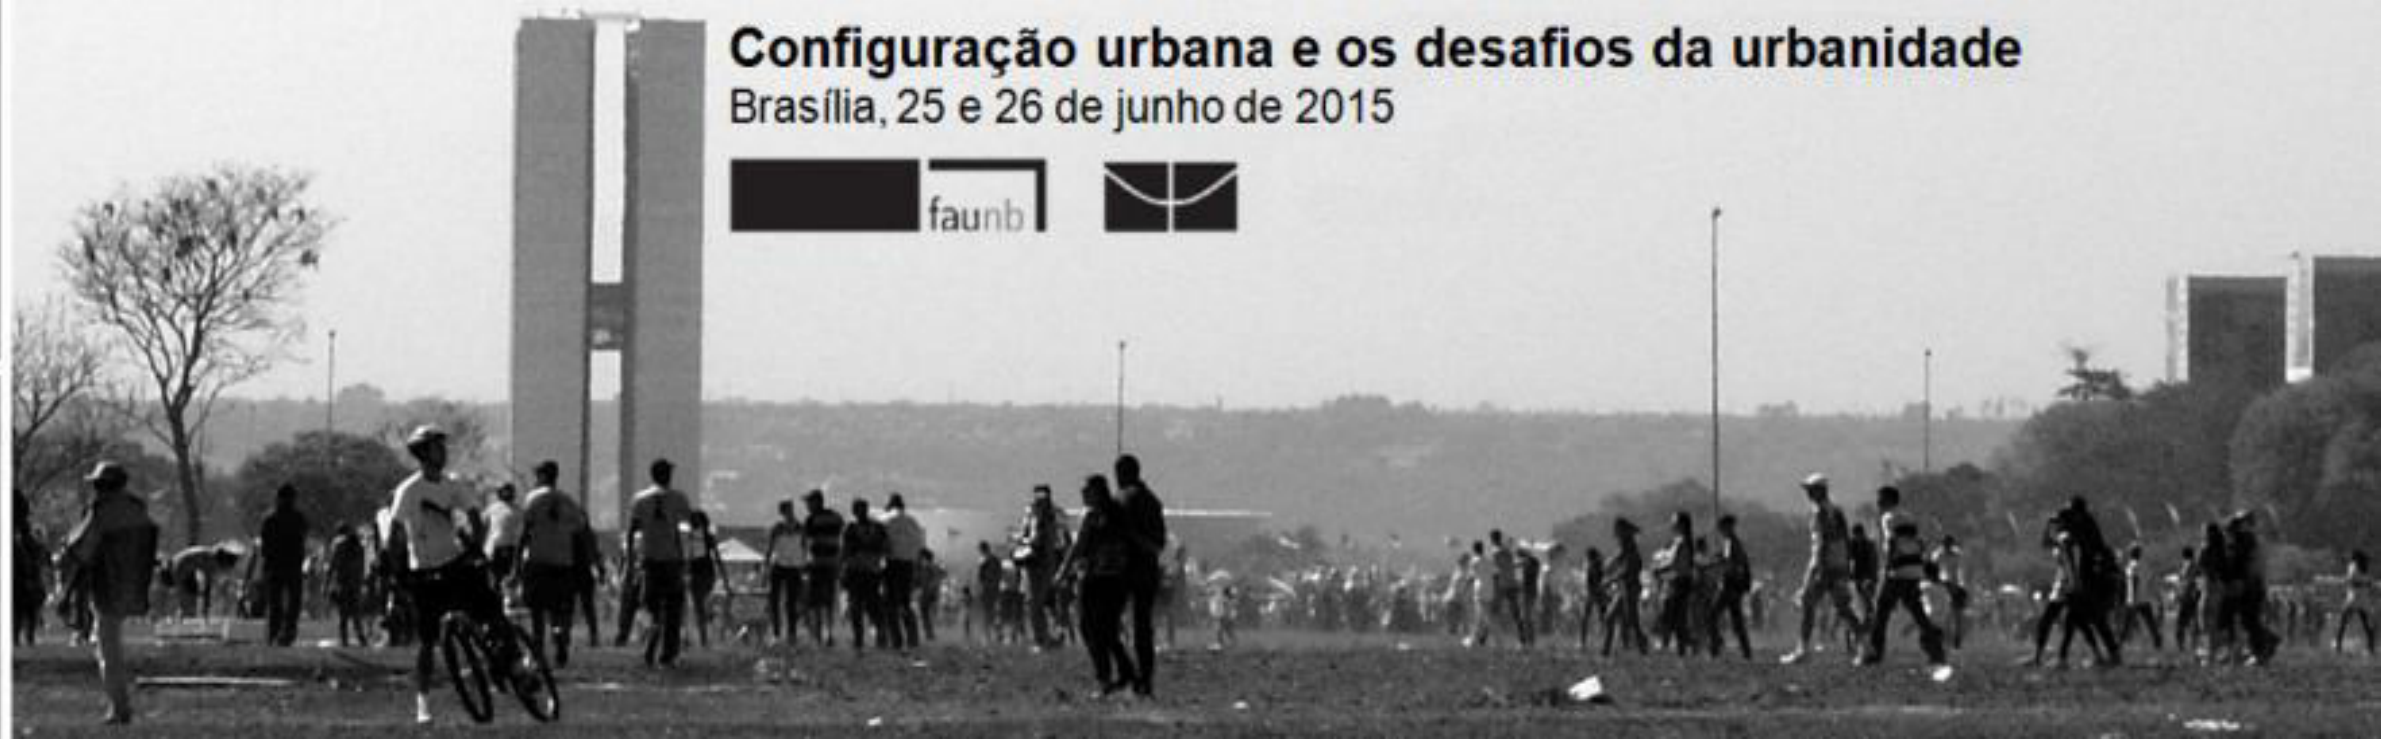 Configuração urbana e os desafios da urbanidade
Brasília, 25 e 26 de junho de 2015
faunb